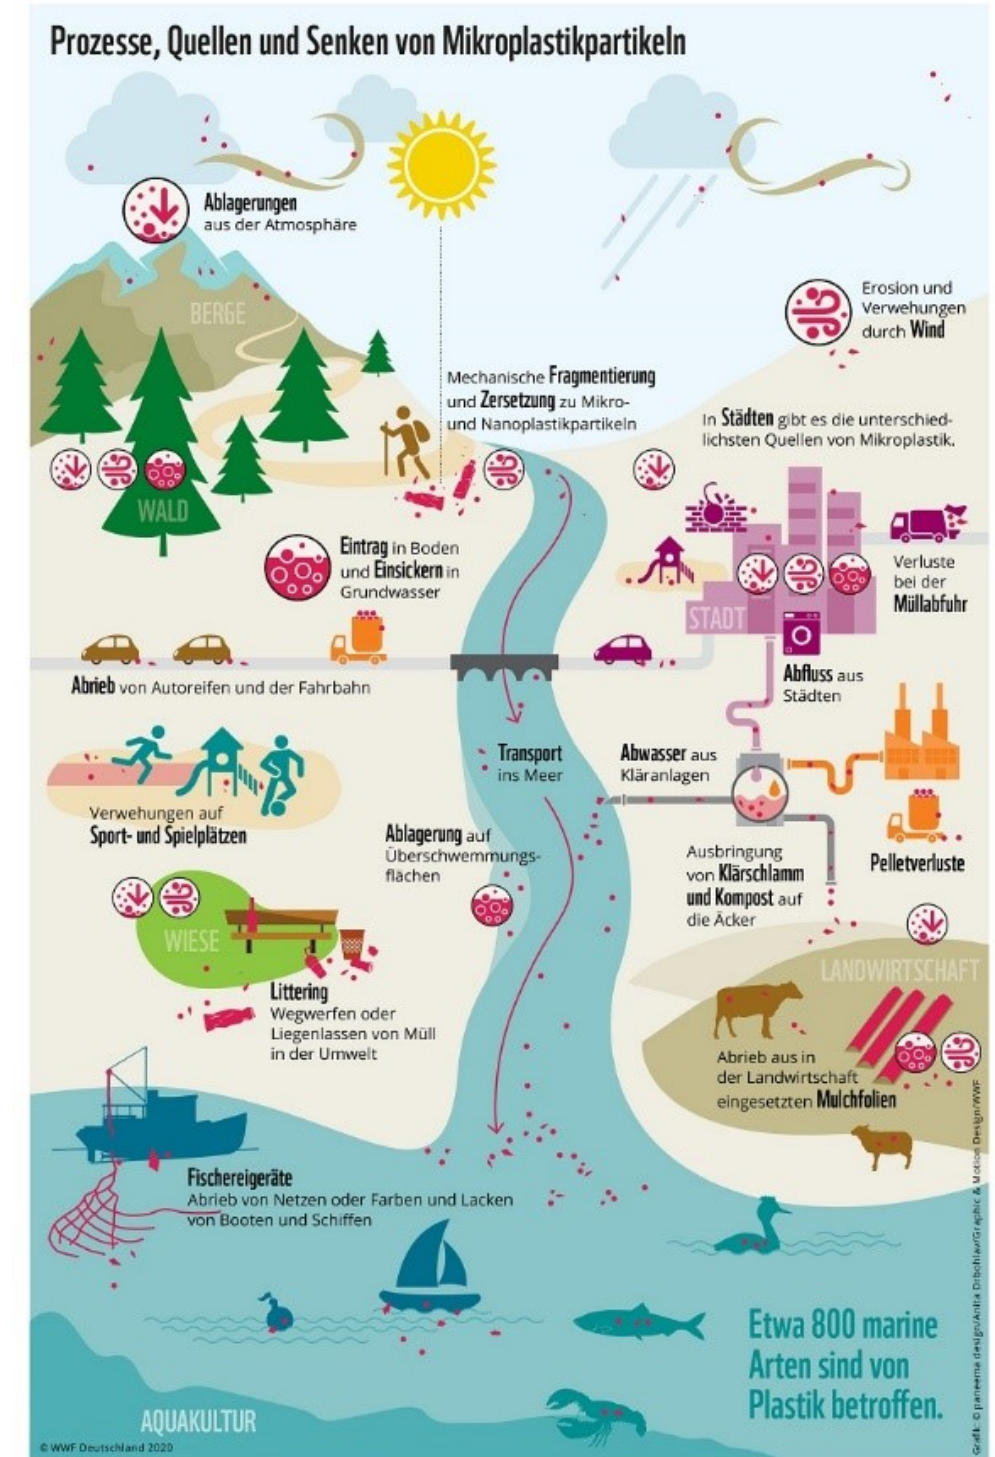 Prozesse, Quellen und Senken von Mikroplastikpartikeln
Ablagerungen
aus der Atmosphäre
BERGE
Erosion und
Verwehungen
durch Wind
Mechanische Fragmentierung
und Zersetzung zu Mikro-
und Nanoplastikpartikeln
In Städten gibt es die unterschied-
lichsten Quellen von Mikroplastik.
WALD
Eintrag in Boden
und Einsickern in
Grundwasser
Verluste
bei der
Müllabfuhr
STADT
Abfluss aus
Städten
Abrieb von Autoreifen und der Fahrbahn
Transport
ins Meer
Abwasser aus
Kläranlagen
Verwehungen auf
Sport- und Spielplätzen
Ablagerung auf
Überschwemmungs-
flächen
Ausbringung
von Klärschlamm
und Kompost auf
die Äcker
Pelletverluste
WIESE
LANDWIRTSCHAFT
Littering
Wegwerfen oder
Liegenlassen von Müll
in der Umwelt
Abrieb aus in
der Landwirtschaft
eingesetzten Mulchfolien
Fischereigeräte
Abrieb von Netzen oder Farben und Lacken
von Booten und Schiffen
Etwa 800 marine
Arten sind von
Plastik betroffen.
AQUAKULTUR
© WWF Deutschland 2020
Grafik: © paneema design/Anita Drbohlav/Graphic & Motion Design/WWF